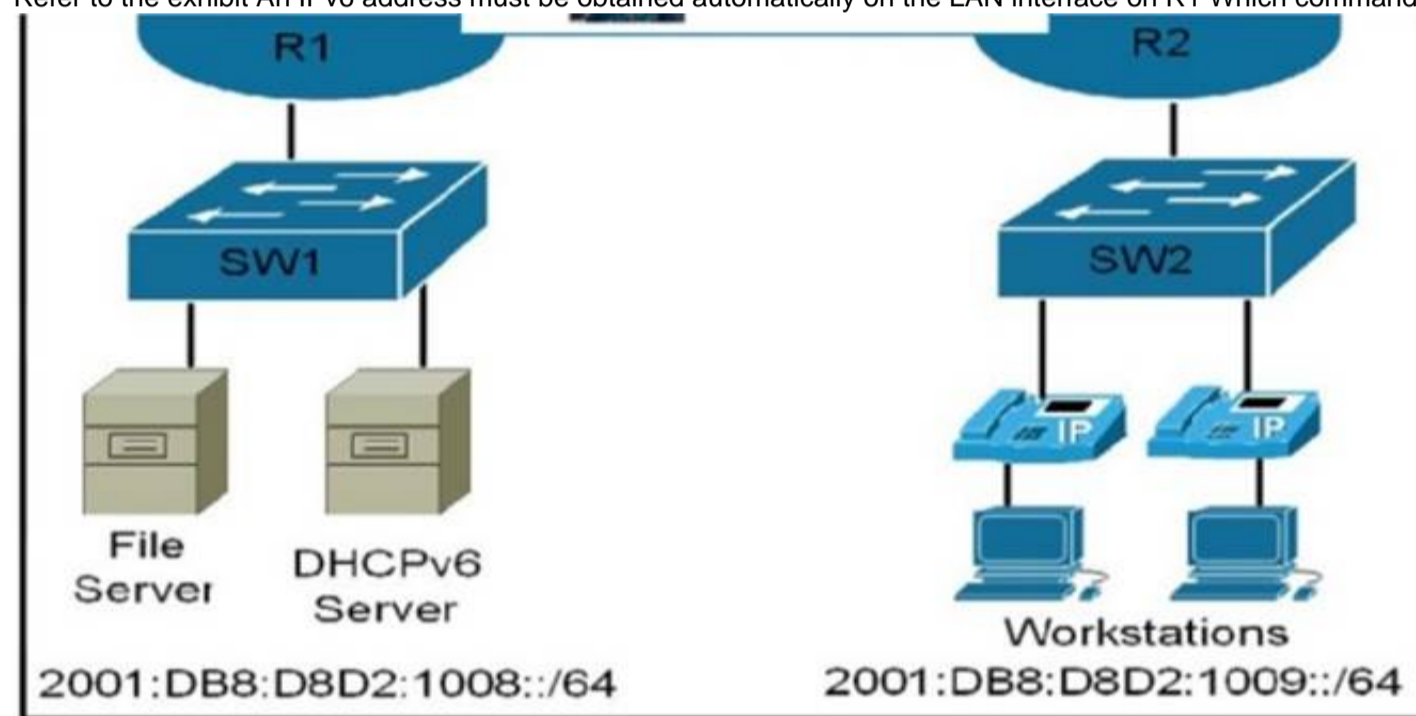 Refer to the exhibit An IPv6 address must be obtained automatically on the LAN interface on R1 Which command
R1
R2
SW1
SW2
IP
IP
File
Server
DHCPv6
Server
Workstations
2001:DB8:D8D2:1008::/64
2001:DB8:D8D2:1009::/64